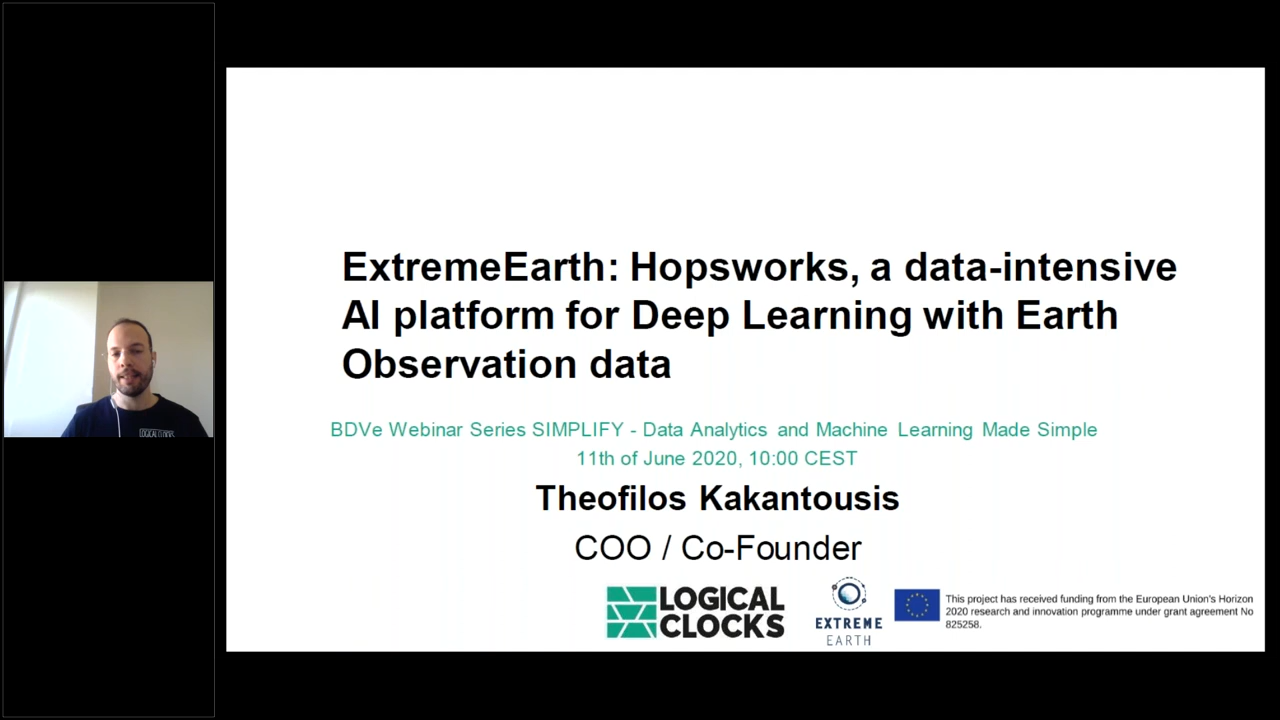 ExtremeEarth: Hopsworks, a data-intensive
AI platform for Deep Learning with Earth
Observation data
BDVe Webinar Series SIMPLIFY - Data Analytics and Machine Learning Made Simple
11th of June 2020, 10:00 CEST
Theofilos Kakantousis
COO / Co-Founder
LOGICAL
CLOCKS
EXTREME
EARTH
This project has received funding from the European Union's Horizon
2020 research and innovation programme under grant agreement No
825258.
LOGICAL CLOCKS